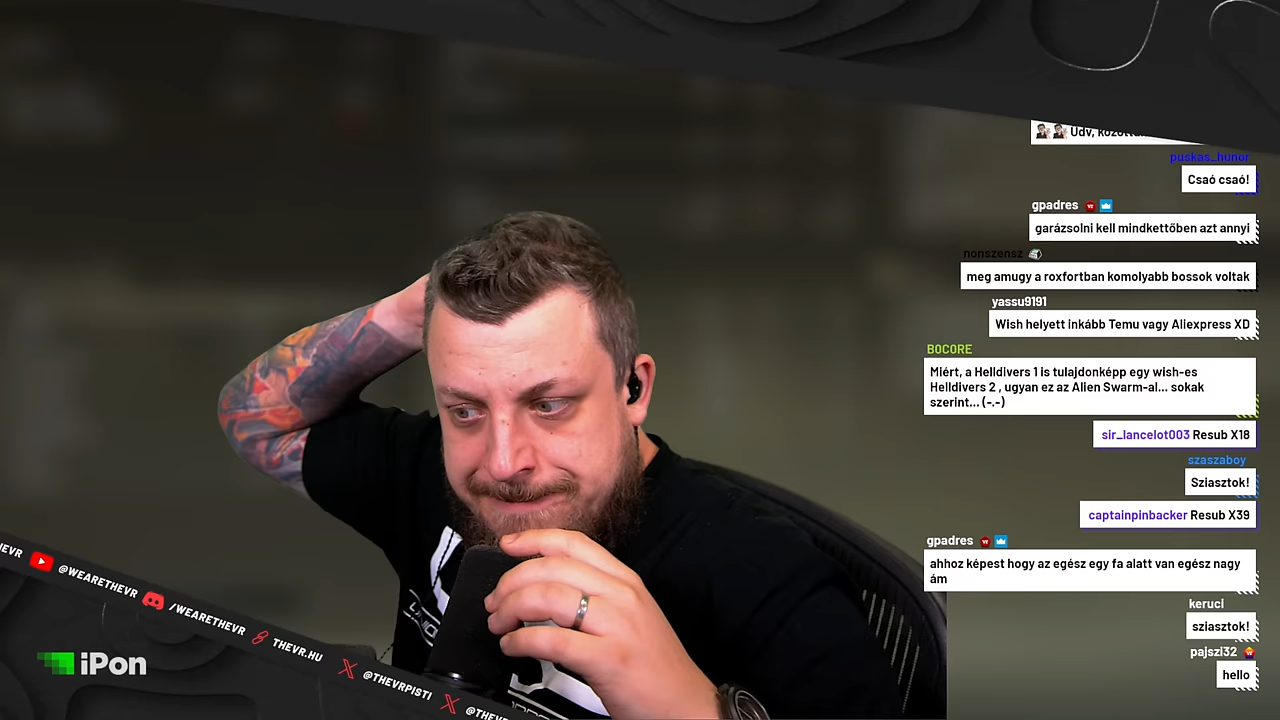 Üdv,
puskas_hunor
Csaó csaó!
gpadres
garázsolni kell mindkettőben azt annyi
nonszensz
meg amugy a roxfortban komolyabb bossok voltak
yassu9191
Wish helyett inkább Temu vagy Aliexpress XD
BOCORE
Miért, a Helldivers 1 is tulajdonképp egy wish-es
Helldivers 2 , ugyan ez az Alien Swarm-al... sokak
szerint... (-.-)
sir_lancelot003 Resub X18
szaszaboy
Sziasztok!
captainpinbacker Resub X39
gpadres
ahhoz képest hogy az egész egy fa alatt van egész nagy
ám
keruci
sziasztok!
pajszi32
hello
HEVR @WEARETHEVR /WEARETHEVR THEVR.HU @THEVRPISTI @THEV
iPon